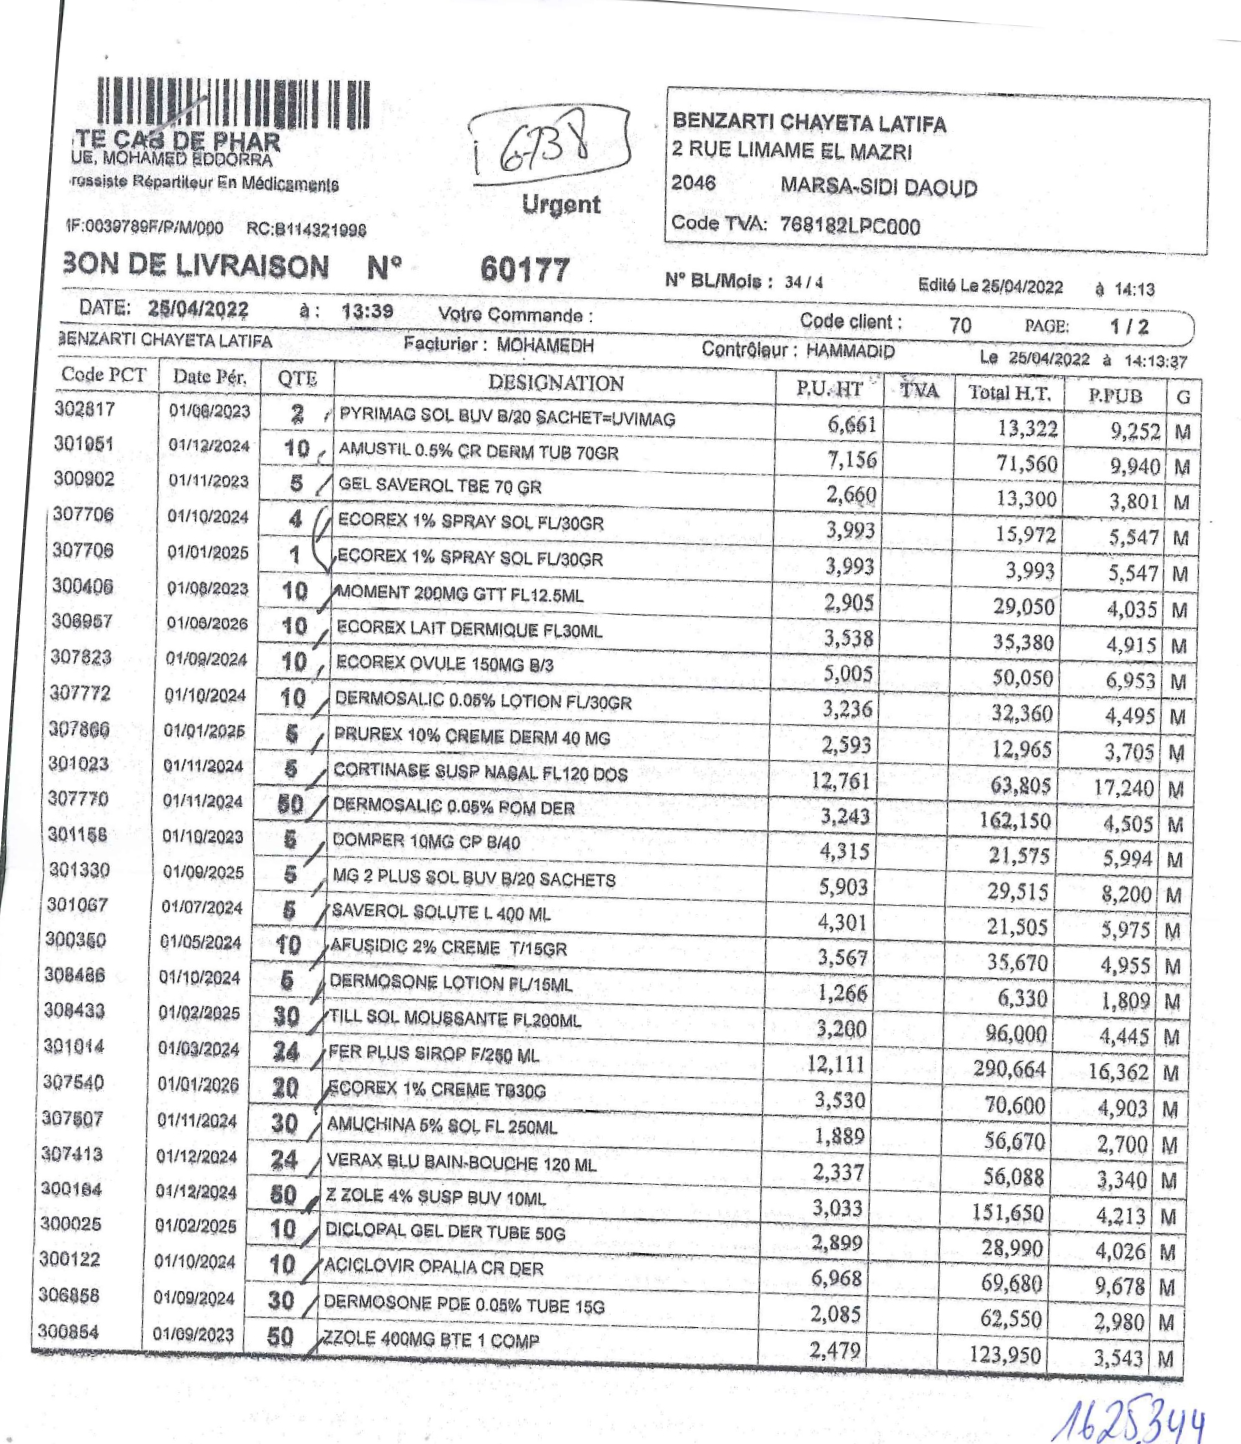 TE CAB DE PHAR
UE, MOHAMED EDDORRA
rossiste Répartiteur En Médicaments
6738
Urgent
BENZARTI CHAYETA LATIFA
2 RUE LIMAME EL MAZRI
2046 MARSA-SIDI DAOUD
Code TVA: 768182LPC000
MF:0039789F/P/M/000 RC:B114321998
BON DE LIVRAISON N° 60177
N° BL/Mois : 34 / 4 Edité Le 25/04/2022 à 14:13
DATE: 25/04/2022 à : 13:39 Votre Commande : Code client : 70 PAGE: 1 / 2
BENZARTI CHAYETA LATIFA Facturier : MOHAMEDH Contrôleur : HAMMADID Le 25/04/2022 à 14:13:37
Code PCT Date Pér. QTE DESIGNATION P.U. HT TVA Total H.T. P.PUB G
302817 01/08/2023 2 PYRIMAG SOL BUV B/20 SACHET=UVIMAG 6,661 13,322 9,252 M
301951 01/12/2024 10 AMUSTIL 0.5% CR DERM TUB 70GR 7,156 71,560 9,940 M
300902 01/11/2023 5 GEL SAVEROL TBE 70 GR 2,660 13,300 3,801 M
307706 01/10/2024 4 ECOREX 1% SPRAY SOL FL/30GR 3,993 15,972 5,547 M
307706 01/01/2025 1 ECOREX 1% SPRAY SOL FL/30GR 3,993 3,993 5,547 M
300406 01/08/2023 10 MOMENT 200MG GTT FL12.5ML 2,905 29,050 4,035 M
306957 01/06/2026 10 ECOREX LAIT DERMIQUE FL30ML 3,538 35,380 4,915 M
307823 01/09/2024 10 ECOREX OVULE 150MG B/3 5,005 50,050 6,953 M
307772 01/10/2024 10 DERMOSALIC 0.05% LOTION FL/30GR 3,236 32,360 4,495 M
307866 01/01/2025 5 PRUREX 10% CREME DERM 40 MG 2,593 12,965 3,705 M
301023 01/11/2024 5 CORTINASE SUSP NASAL FL120 DOS 12,761 63,805 17,240 M
307770 01/11/2024 50 DERMOSALIC 0.05% POM DER 3,243 162,150 4,505 M
301158 01/10/2023 5 DOMPER 10MG CP B/40 4,315 21,575 5,994 M
301330 01/09/2025 5 MG 2 PLUS SOL BUV B/20 SACHETS 5,903 29,515 8,200 M
301067 01/07/2024 5 SAVEROL SOLUTE L 400 ML 4,301 21,505 5,975 M
300350 01/05/2024 10 AFUSIDIC 2% CREME T/15GR 3,567 35,670 4,955 M
308486 01/10/2024 5 DERMOSONE LOTION FL/15ML 1,266 6,330 1,809 M
308433 01/02/2025 30 TILL SOL MOUSSANTE FL200ML 3,200 96,000 4,445 M
301014 01/03/2024 24 FER PLUS SIROP F/250 ML 12,111 290,664 16,362 M
307540 01/01/2026 20 ECOREX 1% CREME TB30G 3,530 70,600 4,903 M
307507 01/11/2024 30 AMUCHINA 5% SOL FL 250ML 1,889 56,670 2,700 M
307413 01/12/2024 24 VERAX BLU BAIN-BOUCHE 120 ML 2,337 56,088 3,340 M
300164 01/12/2024 50 Z ZOLE 4% SUSP BUV 10ML 3,033 151,650 4,213 M
300025 01/02/2025 10 DICLOPAL GEL DER TUBE 50G 2,899 28,990 4,026 M
300122 01/10/2024 10 ACICLOVIR OPALIA CR DER 6,968 69,680 9,678 M
306858 01/09/2024 30 DERMOSONE PDE 0.05% TUBE 15G 2,085 62,550 2,980 M
300854 01/09/2023 50 ZZOLE 400MG BTE 1 COMP 2,479 123,950 3,543 M
1625,344